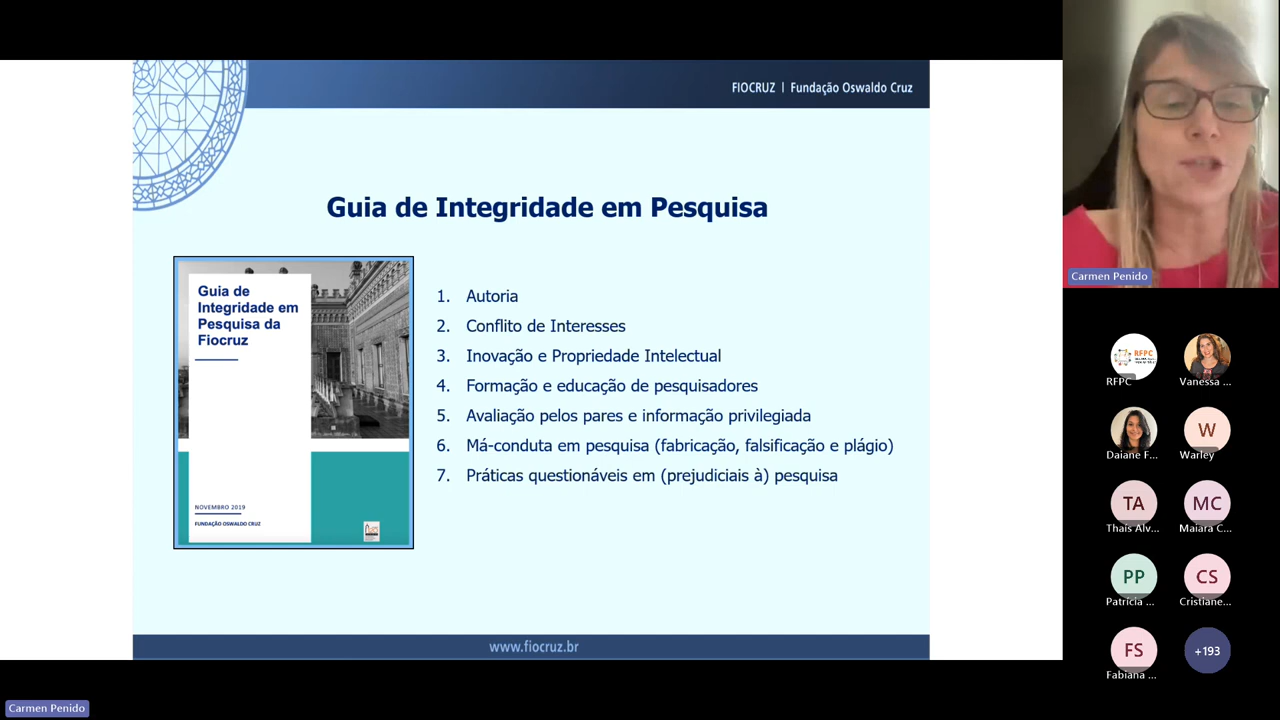 FIOCRUZ | Fundação Oswaldo Cruz
Guia de Integridade em Pesquisa
Guia de
Integridade em
Pesquisa da
Fiocruz
NOVEMBRO 2019
FUNDAÇÃO OSWALDO CRUZ
1. Autoria
2. Conflito de Interesses
3. Inovação e Propriedade Intelectual
4. Formação e educação de pesquisadores
5. Avaliação pelos pares e informação privilegiada
6. Má-conduta em pesquisa (fabricação, falsificação e plágio)
7. Práticas questionáveis em (prejudiciais à) pesquisa
www.fiocruz.br
Carmen Penido
RFPC
RFPC
Vanessa ...
Daiane F...
W
Warley
TA
Thaís Alv...
MC
Maiara C...
PP
Patrícia ...
CS
Cristiane...
FS
Fabiana ...
+193
Carmen Penido